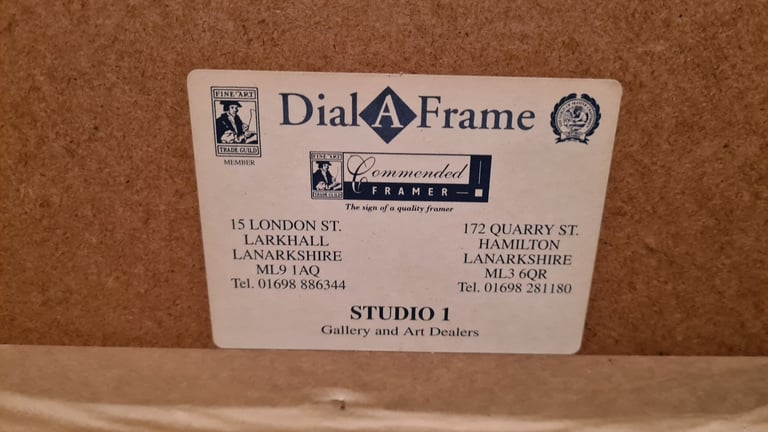 FINE ART
TRADE GUILD
MEMBER
Dial A Frame
FINE ART
TRADE GUILD
Commended
FRAMER
The sign of a quality framer
15 LONDON ST.
LARKHALL
LANARKSHIRE
ML9 1AQ
Tel. 01698 886344
172 QUARRY ST.
HAMILTON
LANARKSHIRE
ML3 6QR
Tel. 01698 281180
STUDIO 1
Gallery and Art Dealers